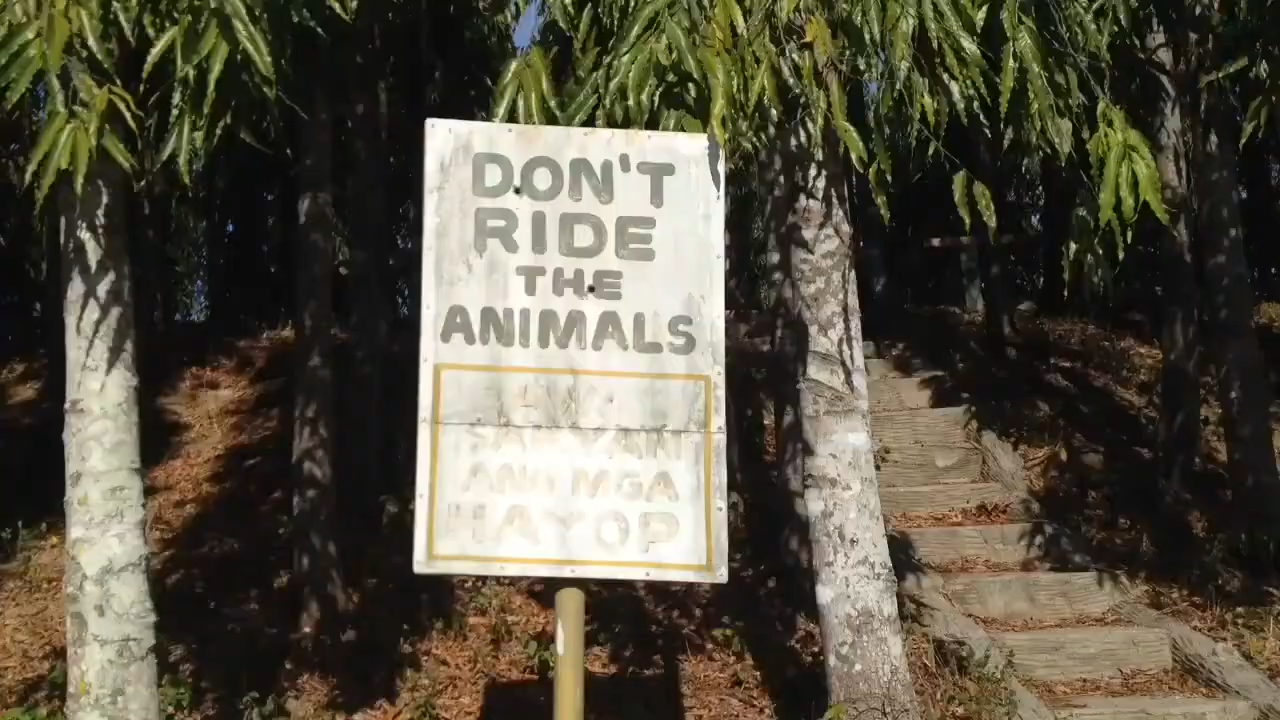 DON'T
RIDE
THE
ANIMALS
ANG MGA
HAYOP